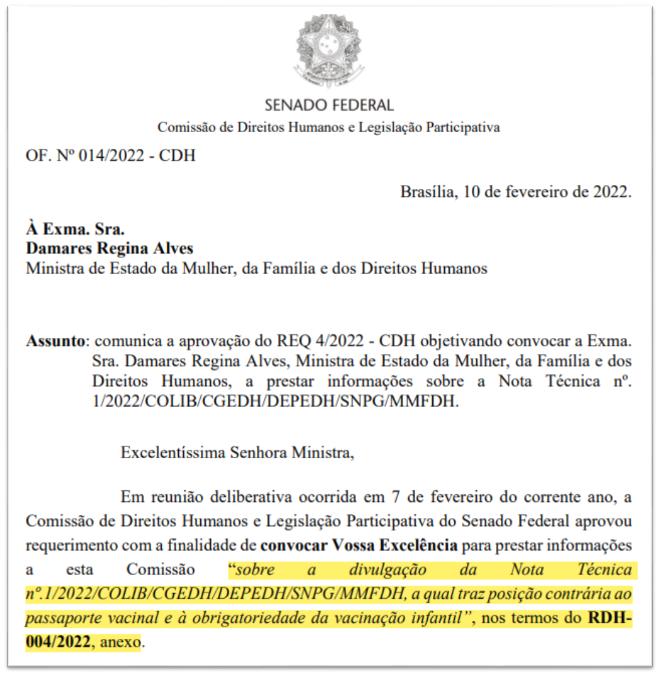 SENADO FEDERAL
Comissão de Direitos Humanos e Legislação Participativa
OF. Nº 014/2022 - CDH
Brasília, 10 de fevereiro de 2022.
À Exma. Sra.
Damares Regina Alves
Ministra de Estado da Mulher, da Família e dos Direitos Humanos
Assunto: comunica a aprovação do REQ 4/2022 - CDH objetivando convocar a Exma.
Sra. Damares Regina Alves, Ministra de Estado da Mulher, da Família e dos
Direitos Humanos, a prestar informações sobre a Nota Técnica nº.
1/2022/COLIB/CGEDH/DEPEDH/SNPG/MMFDH.
Excelentíssima Senhora Ministra,
Em reunião deliberativa ocorrida em 7 de fevereiro do corrente ano, a
Comissão de Direitos Humanos e Legislação Participativa do Senado Federal aprovou
requerimento com a finalidade de convocar Vossa Excelência para prestar informações
a esta Comissão “sobre a divulgação da Nota Técnica
nº.1/2022/COLIB/CGEDH/DEPEDH/SNPG/MMFDH, a qual traz posição contrária ao
passaporte vacinal e à obrigatoriedade da vacinação infantil”, nos termos do RDH-
004/2022, anexo.